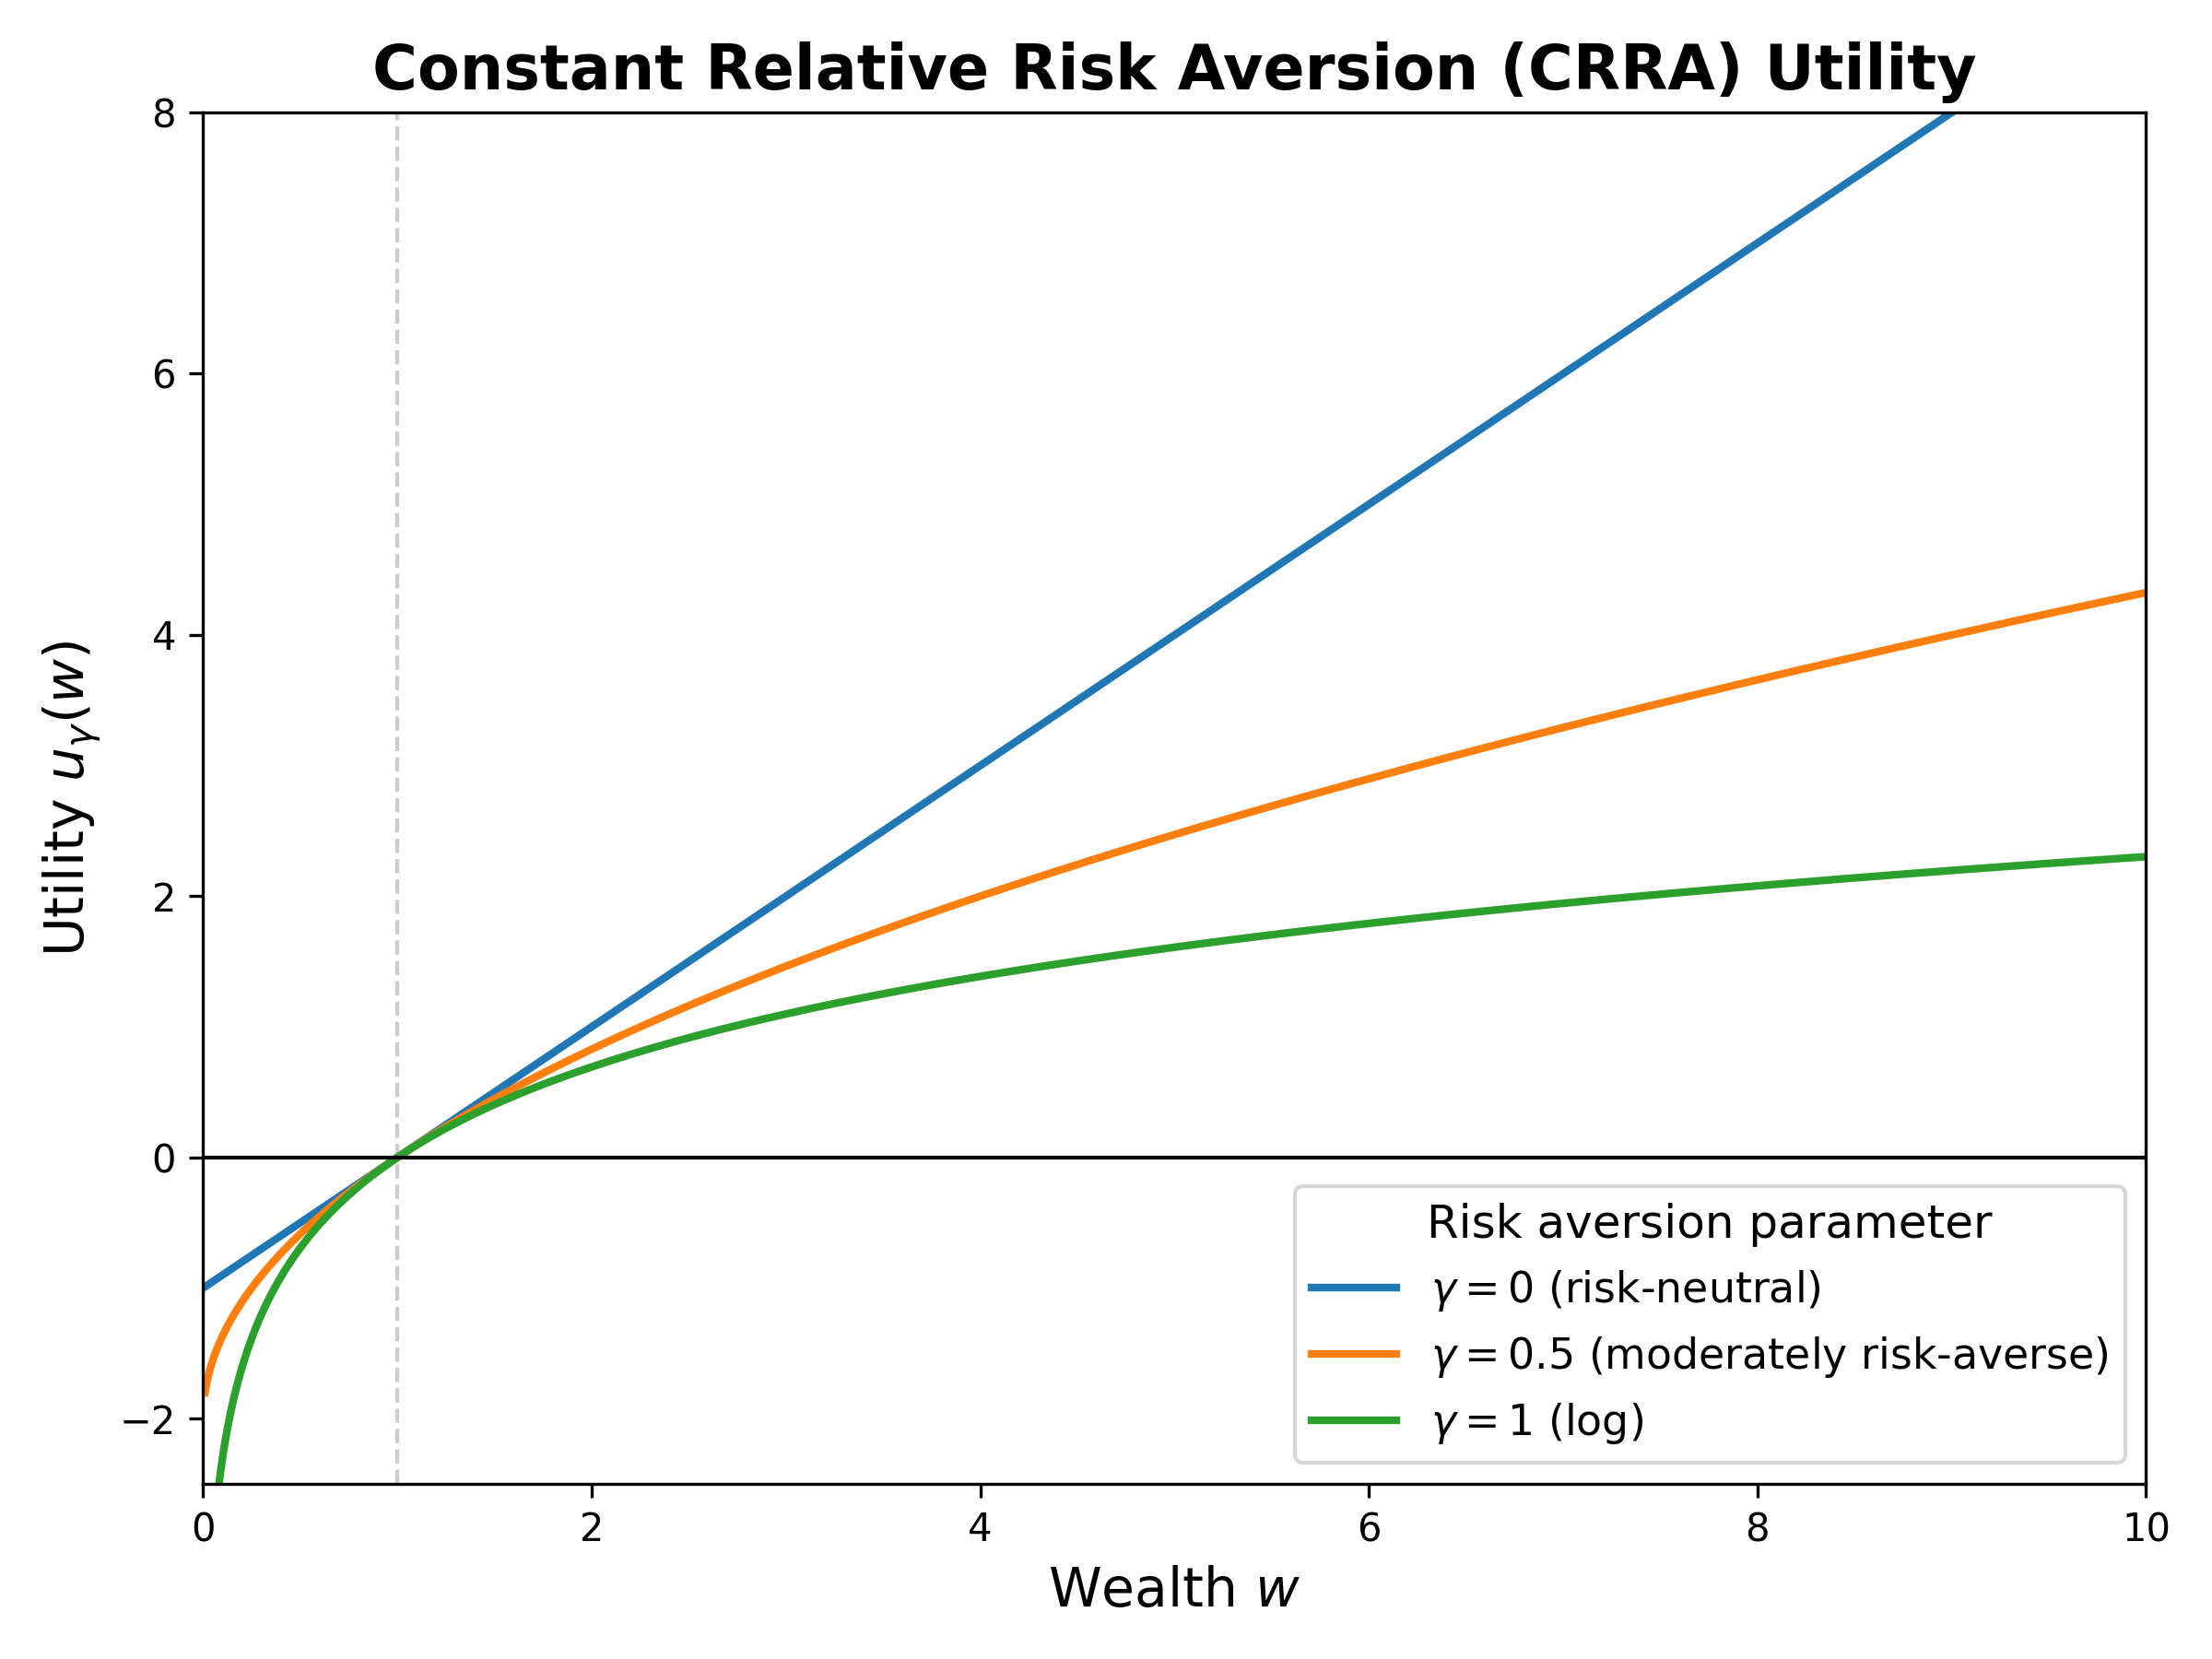 Constant Relative Risk Aversion (CRRA) Utility
8
6
4
2
0
−2
Utility u_γ(w)
Risk aversion parameter
γ = 0 (risk-neutral)
γ = 0.5 (moderately risk-averse)
γ = 1 (log)
0 2 4 6 8 10
Wealth w